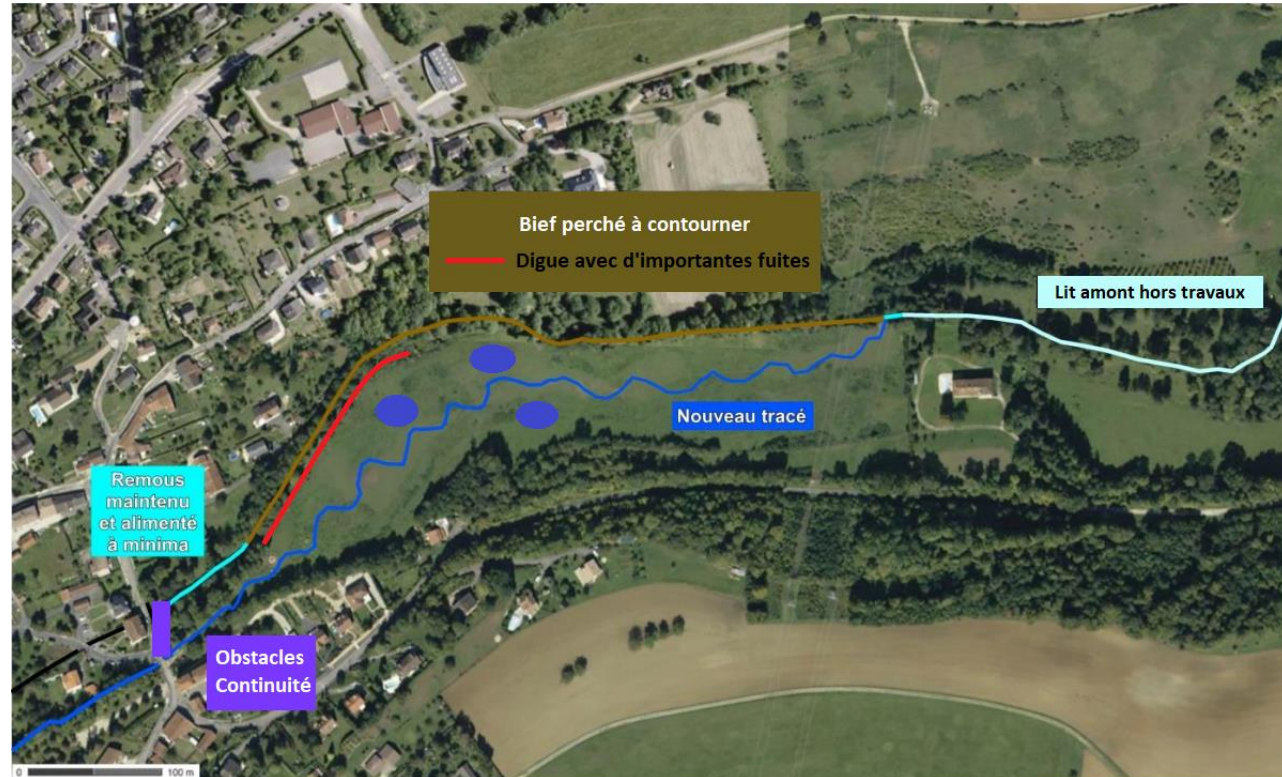 Bief perché à contourner
Digue avec d'importantes fuites
Lit amont hors travaux
Nouveau tracé
Remous
maintenu
et alimenté
à minima
Obstacles
Continuité
0 100 m